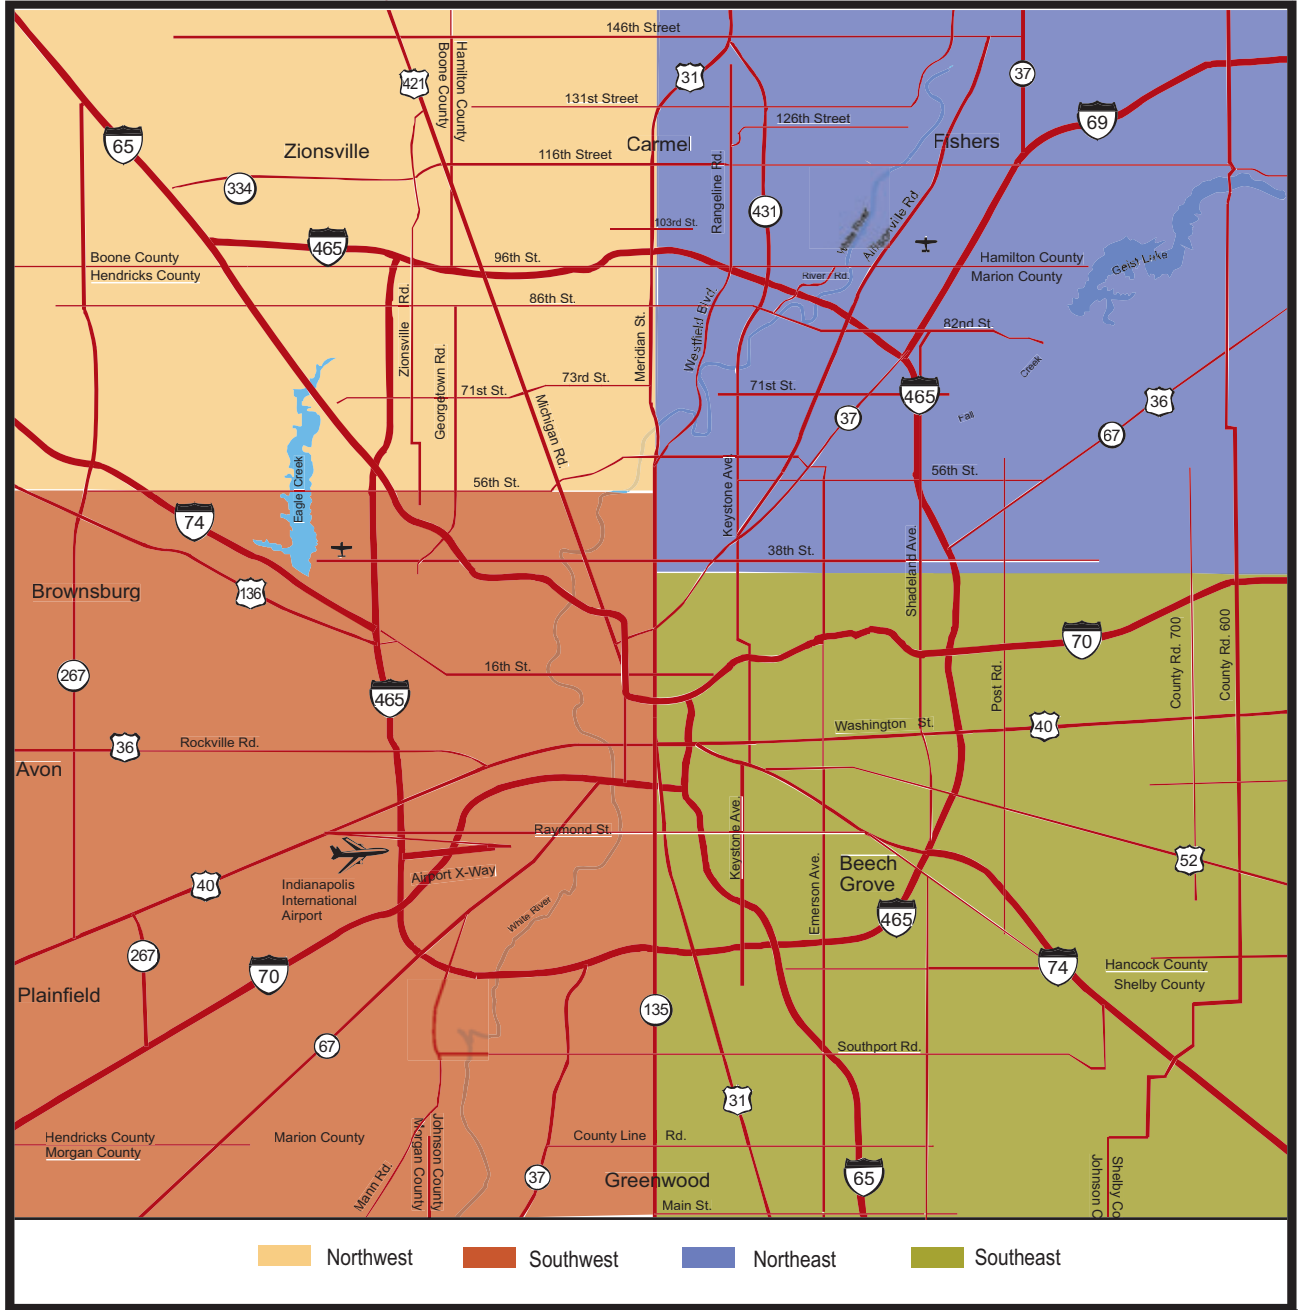 146th Street
31
37
421
Boone County
Hamilton County
131st Street
126th Street
69
65
Zionsville
Carmel
Fishers
116th Street
334
Rangeline Rd.
431
103rd St.
White River
Allisonville Rd
465
Boone County
Hendricks County
96th St.
Hamilton County
Marion County
Geist Lake
River Rd.
86th St.
82nd St.
Zionsville Rd.
Georgetown Rd.
Meridian St.
Westfield Blvd.
Creek
71st St.
73rd St.
71st St.
465
36
37
Fall
67
Michigan Rd.
Eagle Creek
56th St.
56th St.
Keystone Ave.
74
38th St.
Shadeland Ave.
Brownsburg
136
70
County Rd. 700
County Rd. 600
267
16th St.
Post Rd.
465
Washington St.
40
36
Rockville Rd.
Avon
Keystone Ave.
Raymond St.
Emerson Ave.
Beech
Grove
52
Airport X-Way
40
Indianapolis
International
Airport
White River
465
267
70
74
Hancock County
Shelby County
Plainfield
135
67
Southport Rd.
31
Hendricks County
Morgan County
Marion County
Morgan County
Johnson County
County Line Rd.
Mann Rd.
37
Greenwood
65
Main St.
Johnson C
Shelby Co
Northwest
Southwest
Northeast
Southeast